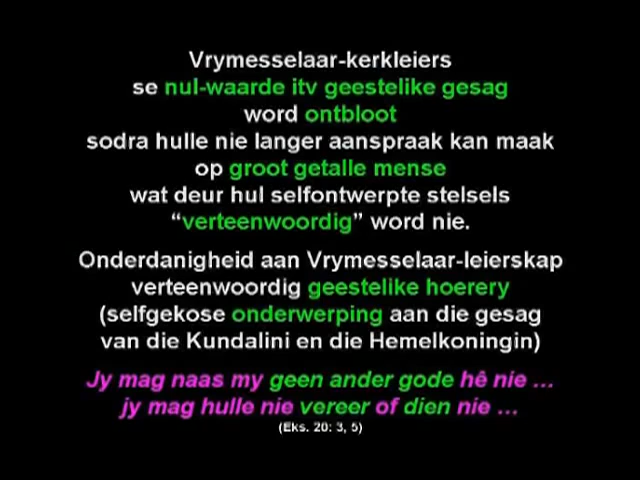 Vrymesselaar-kerkleiers
se nul-waarde itv geestelike gesag
word ontbloot
sodra hulle nie langer aanspraak kan maak
op groot getalle mense
wat deur hul selfontwerpte stelsels
“verteenwoordig” word nie.
Onderdanigheid aan Vrymesselaar-leierskap
verteenwoordig geestelike hoerery
(selfgekose onderwerping aan die gesag
van die Kundalini en die Hemelkoningin)
Jy mag naas my geen ander gode hê nie ...
jy mag hulle nie vereer of dien nie ...
(Eks. 20: 3, 5)